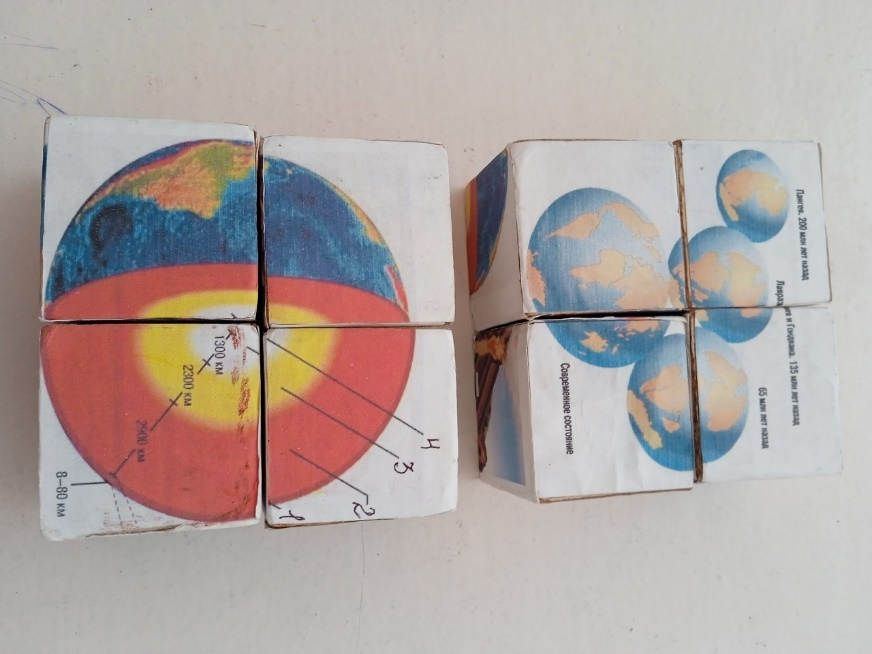 1300 км
2300 км
2600 км
8–80 км
4
3
2
1
Пангея. 200 млн лет назад
Лавразия и Гондвана. 135 млн лет назад
65 млн лет назад
Современное состояние